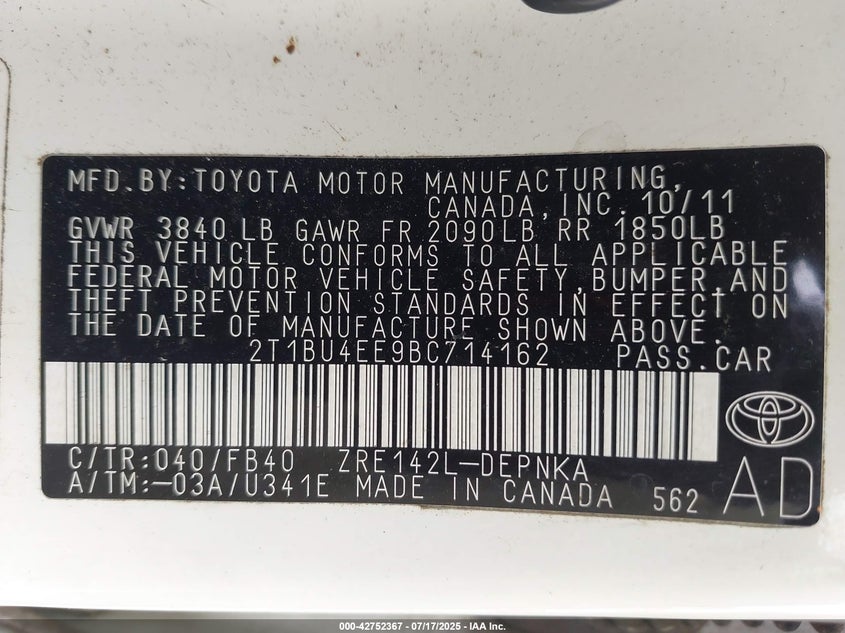 MFD.BY:TOYOTA MOTOR MANUFACTURING,
CANADA,INC. 10/11
GVWR 3840 LB GAWR FR 2090LB RR 1850LB
THIS VEHICLE CONFORMS TO ALL APPLICABLE
FEDERAL MOTOR VEHICLE SAFETY,BUMPER,AND
THEFT PREVENTION STANDARDS IN EFFECT ON
THE DATE OF MANUFACTURE SHOWN ABOVE.
2T1BU4EE9BC714162 PASS.CAR
C/TR:040/FB40 ZRE142L-DEPNKA
A/TM:-03A/U341E MADE IN CANADA 562 AD
000-42752367 - 07/17/2025 - IAA Inc.